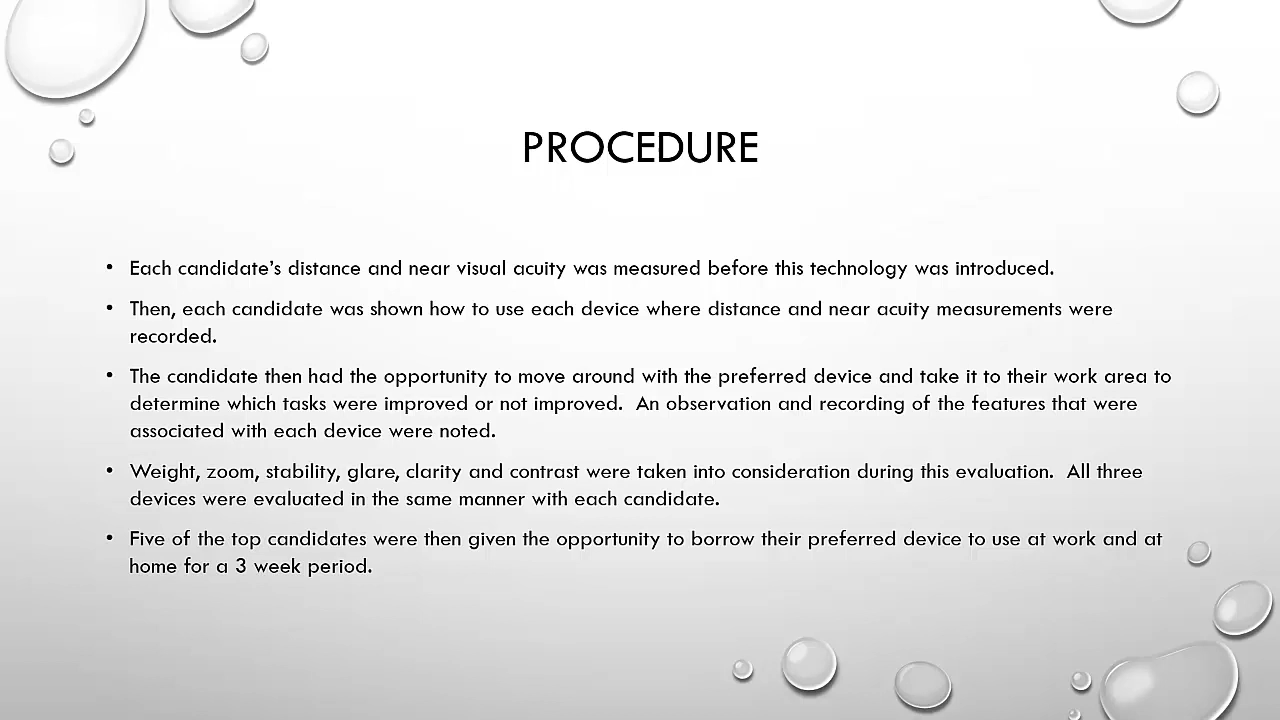 PROCEDURE
• Each candidate’s distance and near visual acuity was measured before this technology was introduced.
• Then, each candidate was shown how to use each device where distance and near acuity measurements were
recorded.
• The candidate then had the opportunity to move around with the preferred device and take it to their work area to
determine which tasks were improved or not improved.  An observation and recording of the features that were
associated with each device were noted.
• Weight, zoom, stability, glare, clarity and contrast were taken into consideration during this evaluation.  All three
devices were evaluated in the same manner with each candidate.
• Five of the top candidates were then given the opportunity to borrow their preferred device to use at work and at
home for a 3 week period.